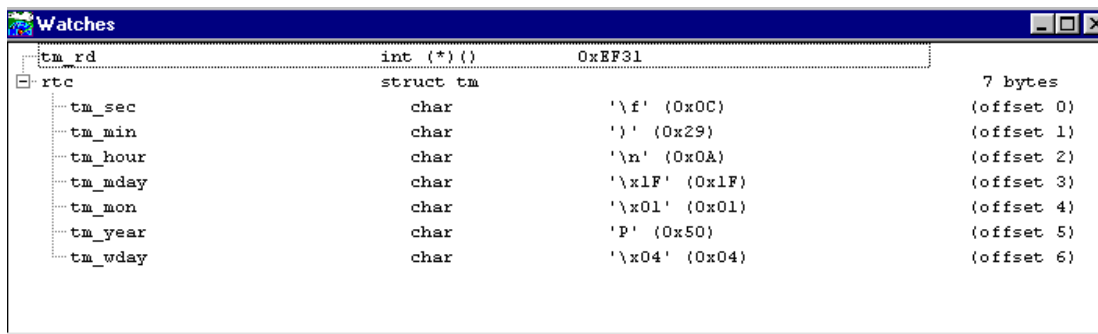 Watches
tm_rd int (*)() 0xEF31
rtc struct tm 7 bytes
tm_sec char '\f' (0x0C) (offset 0)
tm_min char ')' (0x29) (offset 1)
tm_hour char '\n' (0x0A) (offset 2)
tm_mday char '\x1F' (0x1F) (offset 3)
tm_mon char '\x01' (0x01) (offset 4)
tm_year char 'P' (0x50) (offset 5)
tm_wday char '\x04' (0x04) (offset 6)